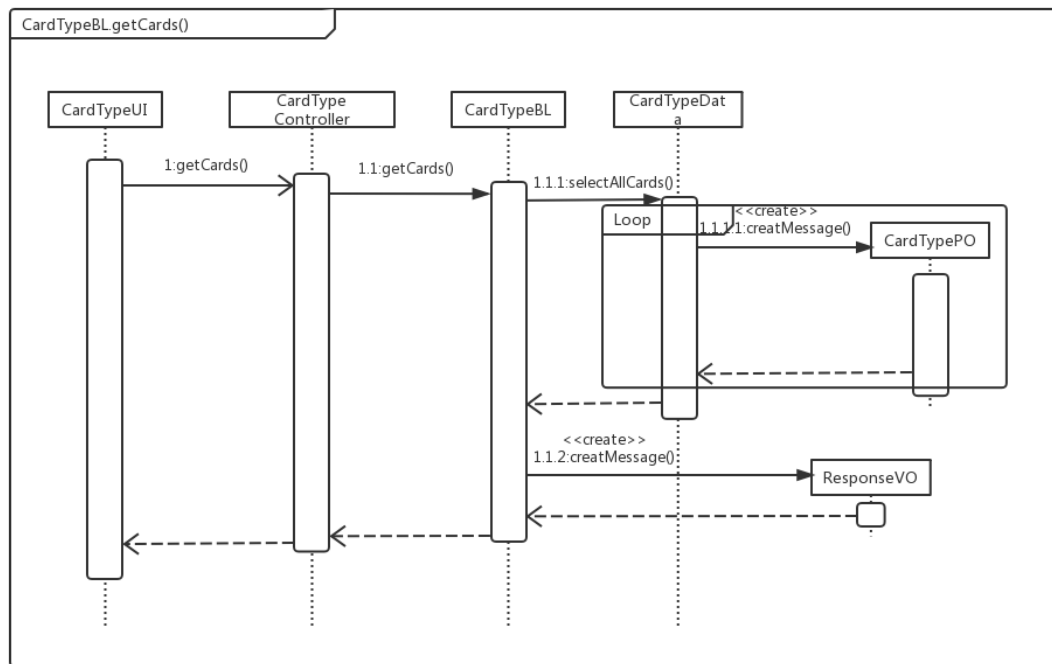 CardTypeBL.getCards()
CardTypeUI
CardType
Controller
CardTypeBL
CardTypeDat
a
1:getCards()
1.1:getCards()
1.1.1:selectAllCards()
Loop
<<create>>
1.1.1.1:creatMessage()
CardTypePO
<<create>>
1.1.2:creatMessage()
ResponseVO